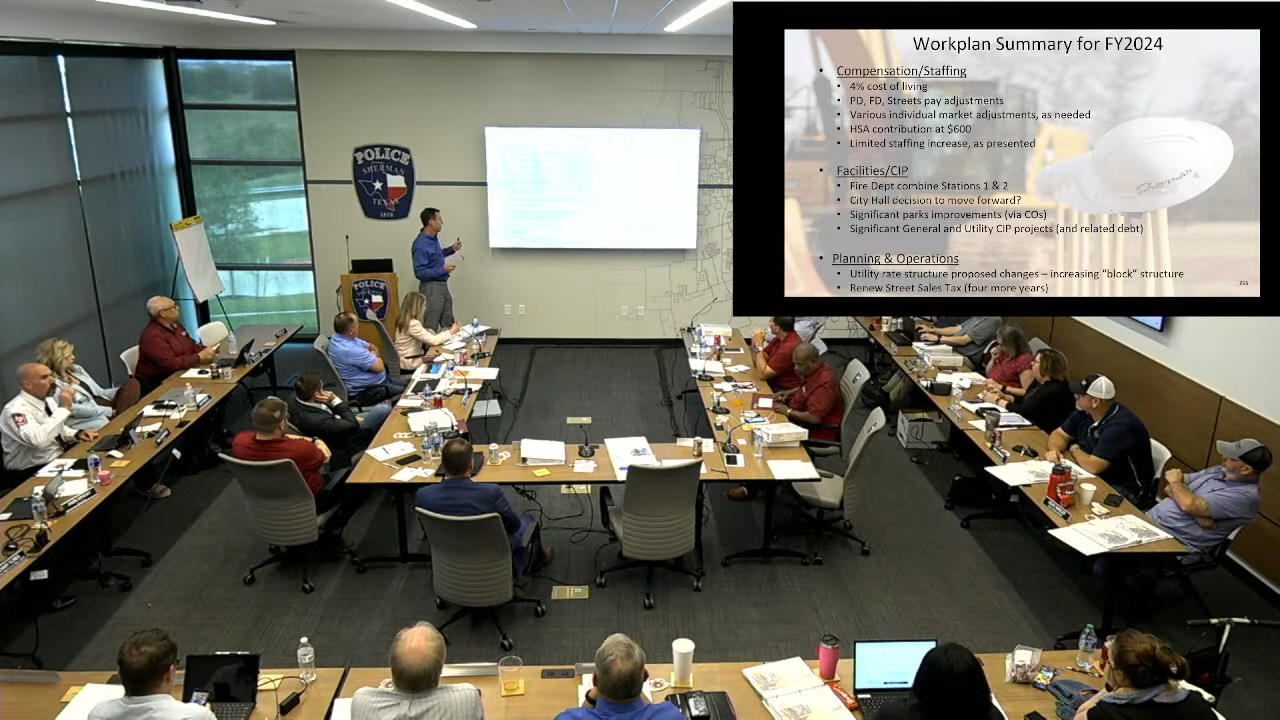 Workplan Summary for FY2024
• Compensation/Staffing
• 4% cost of living
• PD, FD, Streets pay adjustments
• Various individual market adjustments, as needed
• HSA contribution at $600
• Limited staffing increase, as presented
• Facilities/CIP
• Fire Dept combine Stations 1 & 2
• City Hall decision to move forward?
• Significant parks improvements (via COs)
• Significant General and Utility CIP projects (and related debt)
• Planning & Operations
• Utility rate structure proposed changes – increasing "block" structure
• Renew Street Sales Tax (four more years)
255
Sherman
POLICE
SHERMAN
TEXAS
POLICE